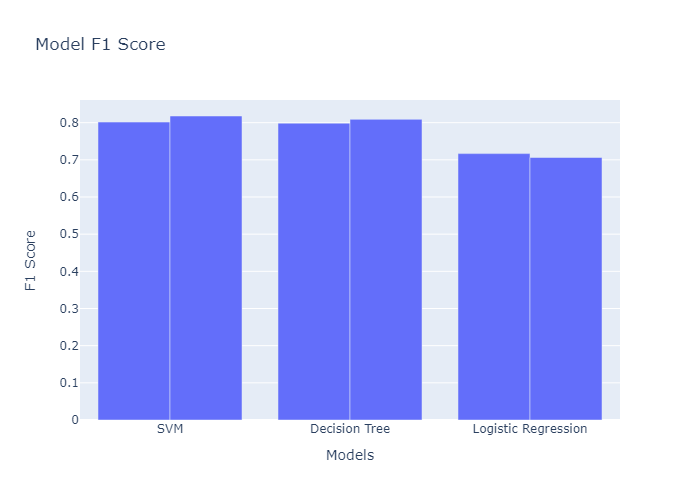 Model F1 Score
0.8
0.7
0.6
0.5
0.4
0.3
0.2
0.1
0
F1 Score
SVM
Decision Tree
Logistic Regression
Models